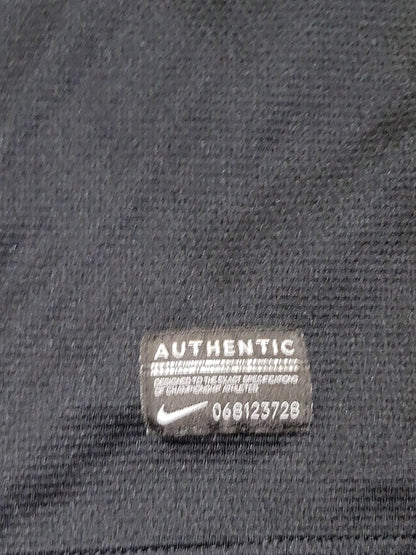 AUTHENTIC
DESIGNED TO THE EXACT SPECIFICATIONS
OF CHAMPIONSHIP ATHLETES
068123728